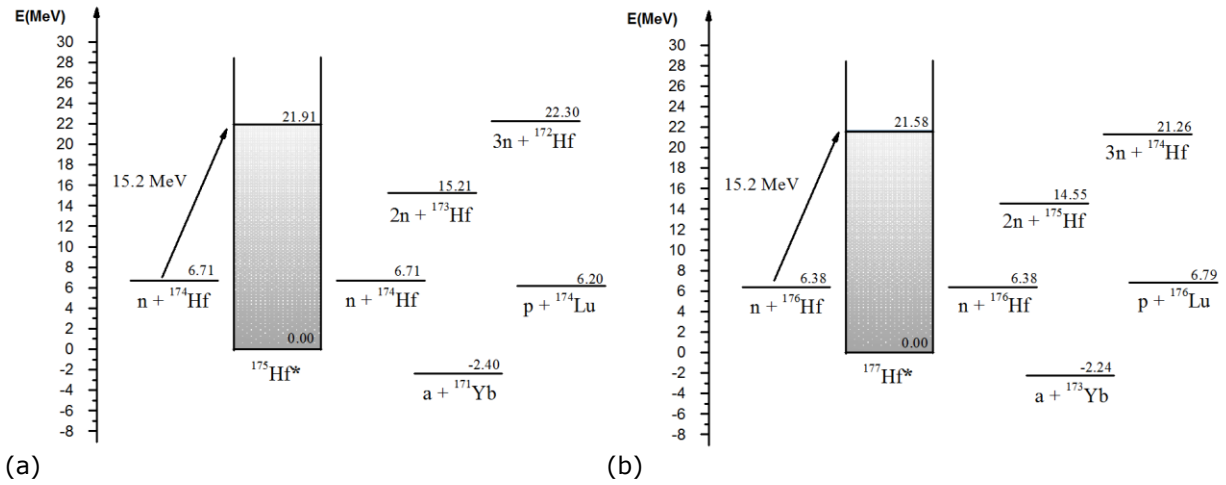 E(MeV)
30
28
26
24
22
20
18
16
14
12
10
8
6
4
2
0
-2
-4
-6
-8
15.2 MeV
6.71
n + ¹⁷⁴Hf
21.91
0.00
¹⁷⁵Hf*
6.71
n + ¹⁷⁴Hf
15.21
2n + ¹⁷³Hf
22.30
3n + ¹⁷²Hf
6.20
p + ¹⁷⁴Lu
-2.40
a + ¹⁷¹Yb
(a)
E(MeV)
30
28
26
24
22
20
18
16
14
12
10
8
6
4
2
0
-2
-4
-6
-8
15.2 MeV
6.38
n + ¹⁷⁶Hf
21.58
0.00
¹⁷⁷Hf*
6.38
n + ¹⁷⁶Hf
14.55
2n + ¹⁷⁵Hf
21.26
3n + ¹⁷⁴Hf
6.79
p + ¹⁷⁶Lu
-2.24
a + ¹⁷³Yb
(b)